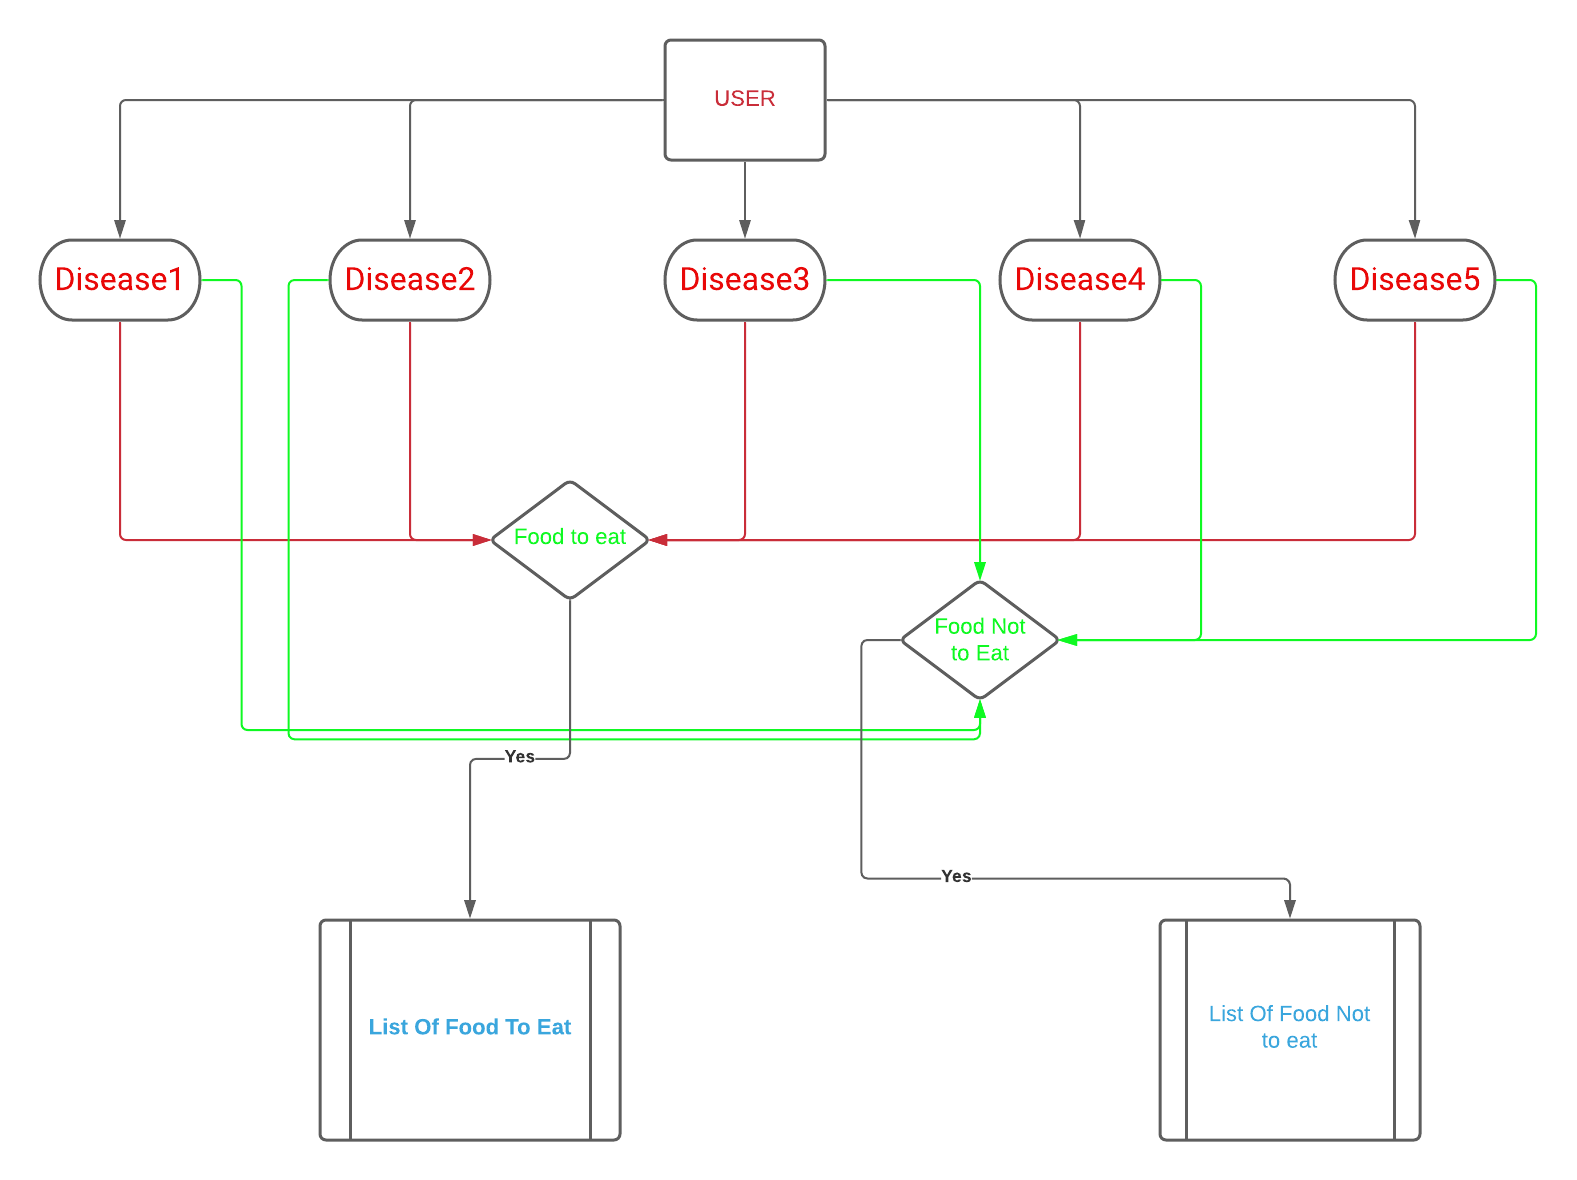 USER
Disease1
Disease2
Disease3
Disease4
Disease5
Food to eat
Food Not
to Eat
Yes
Yes
List Of Food To Eat
List Of Food Not
to eat